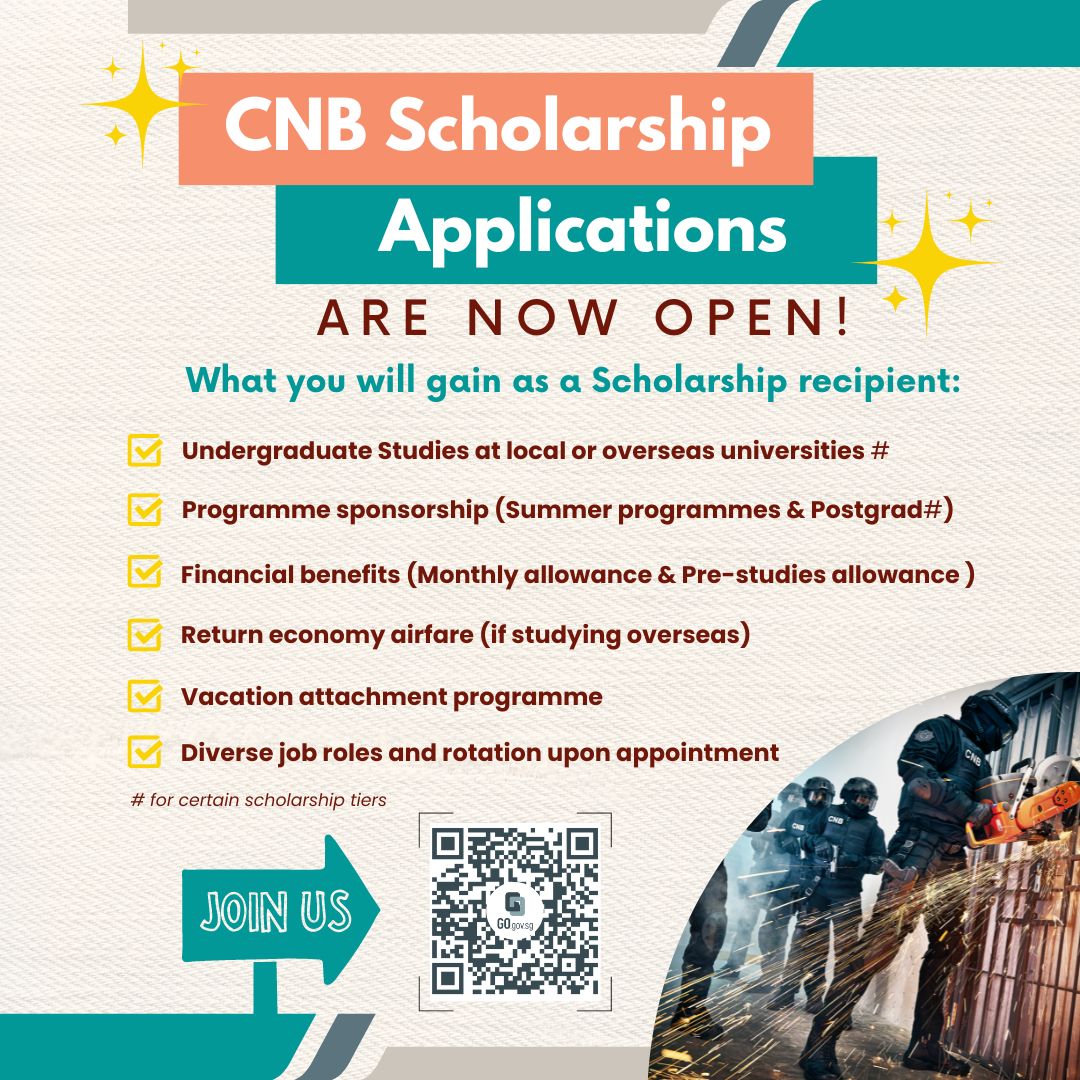 CNB Scholarship
Applications
ARE NOW OPEN!
What you will gain as a Scholarship recipient:
Undergraduate Studies at local or overseas universities #
Programme sponsorship (Summer programmes & Postgrad#)
Financial benefits (Monthly allowance & Pre-studies allowance )
Return economy airfare (if studying overseas)
Vacation attachment programme
Diverse job roles and rotation upon appointment
# for certain scholarship tiers
CNB
CNB
CNB
JOIN US
GOgov.sg